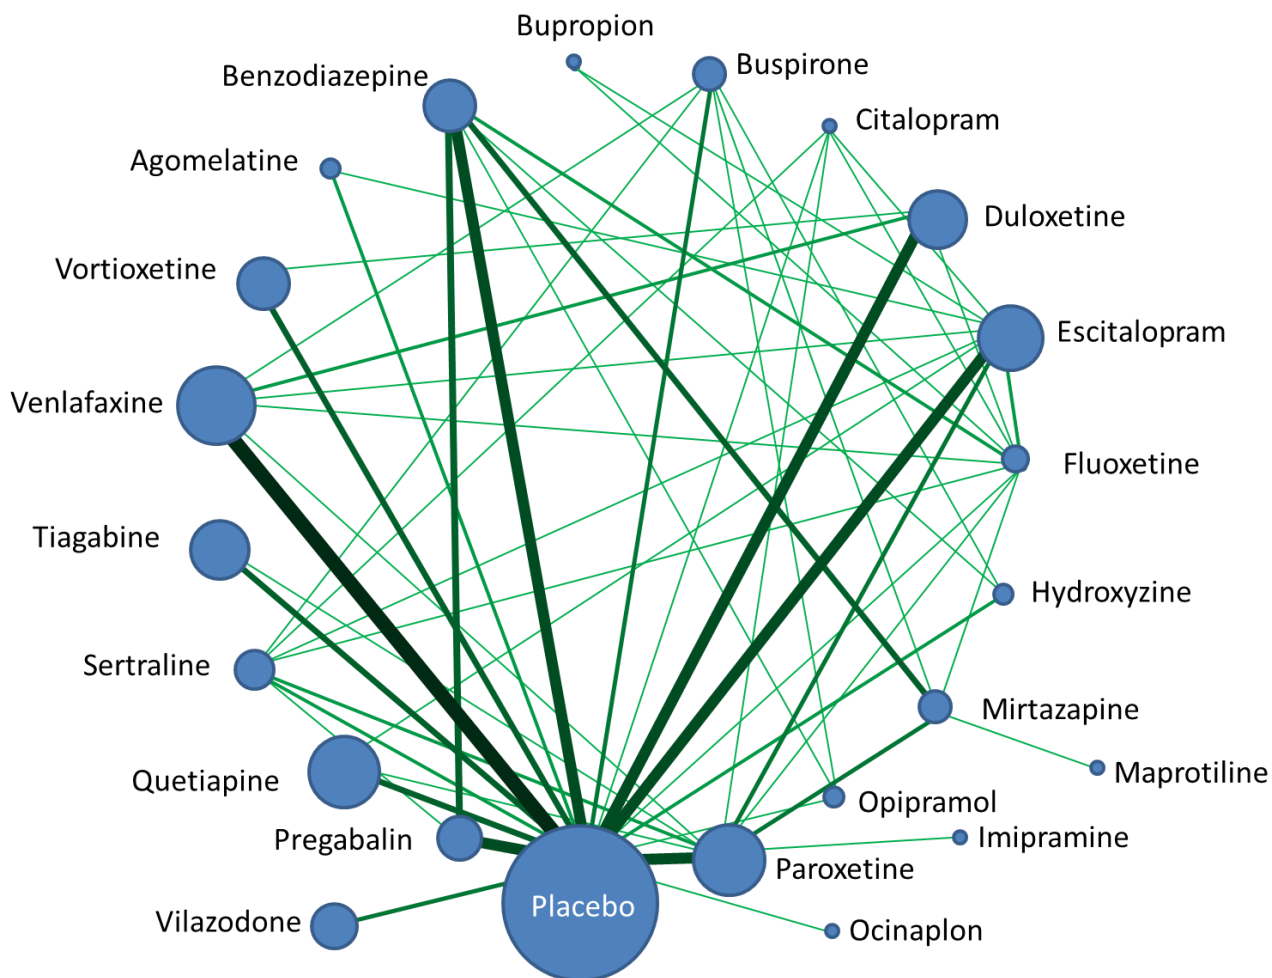 Bupropion
Buspirone
Benzodiazepine
Citalopram
Agomelatine
Duloxetine
Vortioxetine
Escitalopram
Venlafaxine
Fluoxetine
Tiagabine
Hydroxyzine
Sertraline
Mirtazapine
Maprotiline
Quetiapine
Opipramol
Pregabalin
Imipramine
Paroxetine
Placebo
Vilazodone
Ocinaplon